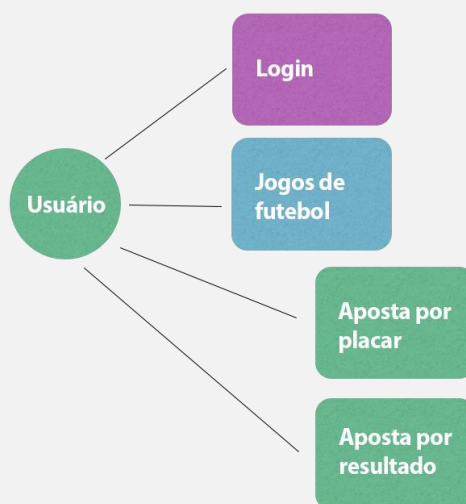 Login
Usuário
Jogos de
futebol
Aposta por
placar
Aposta por
resultado